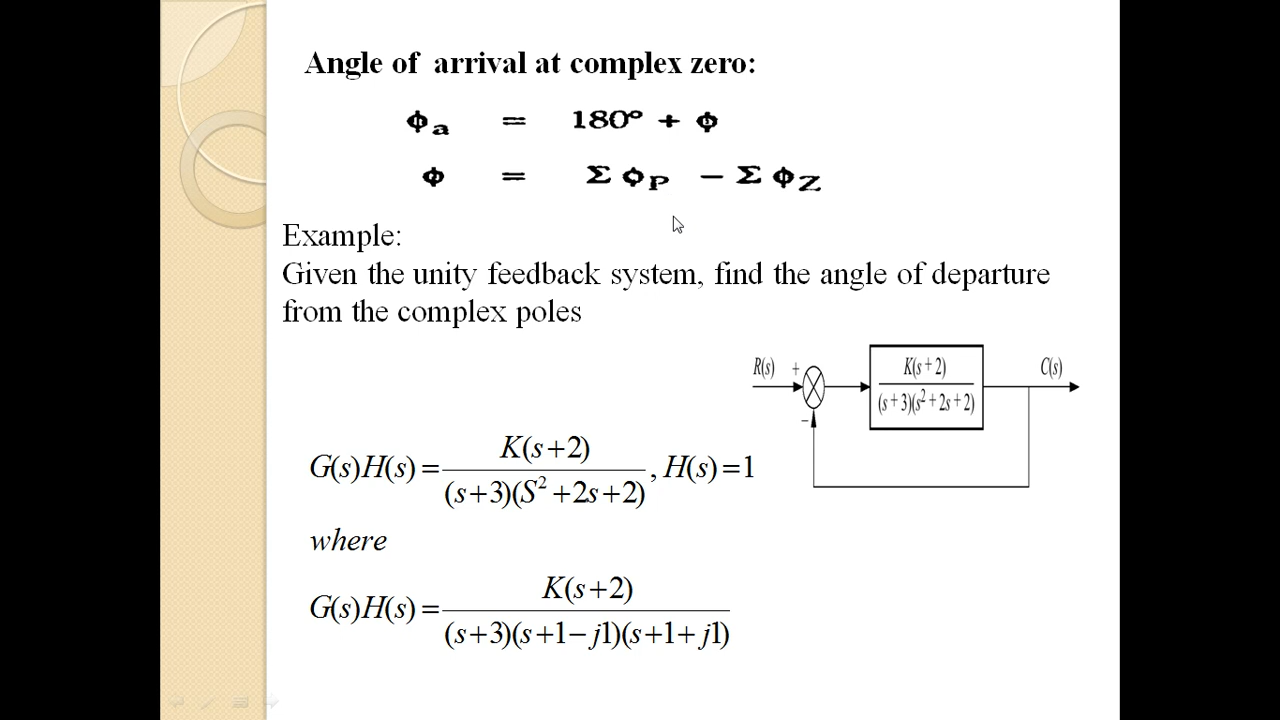 Angle of arrival at complex zero:
ϕa = 180° + ϕ
ϕ = Σ ϕP − Σ ϕZ
Example:
Given the unity feedback system, find the angle of departure
from the complex poles
R(s) + K(s+2) C(s)
(s+3)(s²+2s+2)
−
G(s)H(s) = K(s+2) / (s+3)(S²+2s+2) , H(s) = 1
where
G(s)H(s) = K(s+2) / (s+3)(s+1−j1)(s+1+j1)